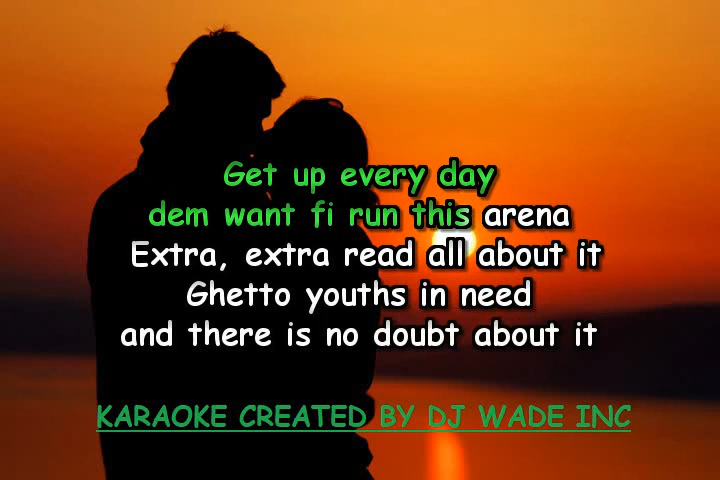 Get up every day
dem want fi run this arena
Extra, extra read all about it
Ghetto youths in need
and there is no doubt about it
KARAOKE CREATED BY DJ WADE INC